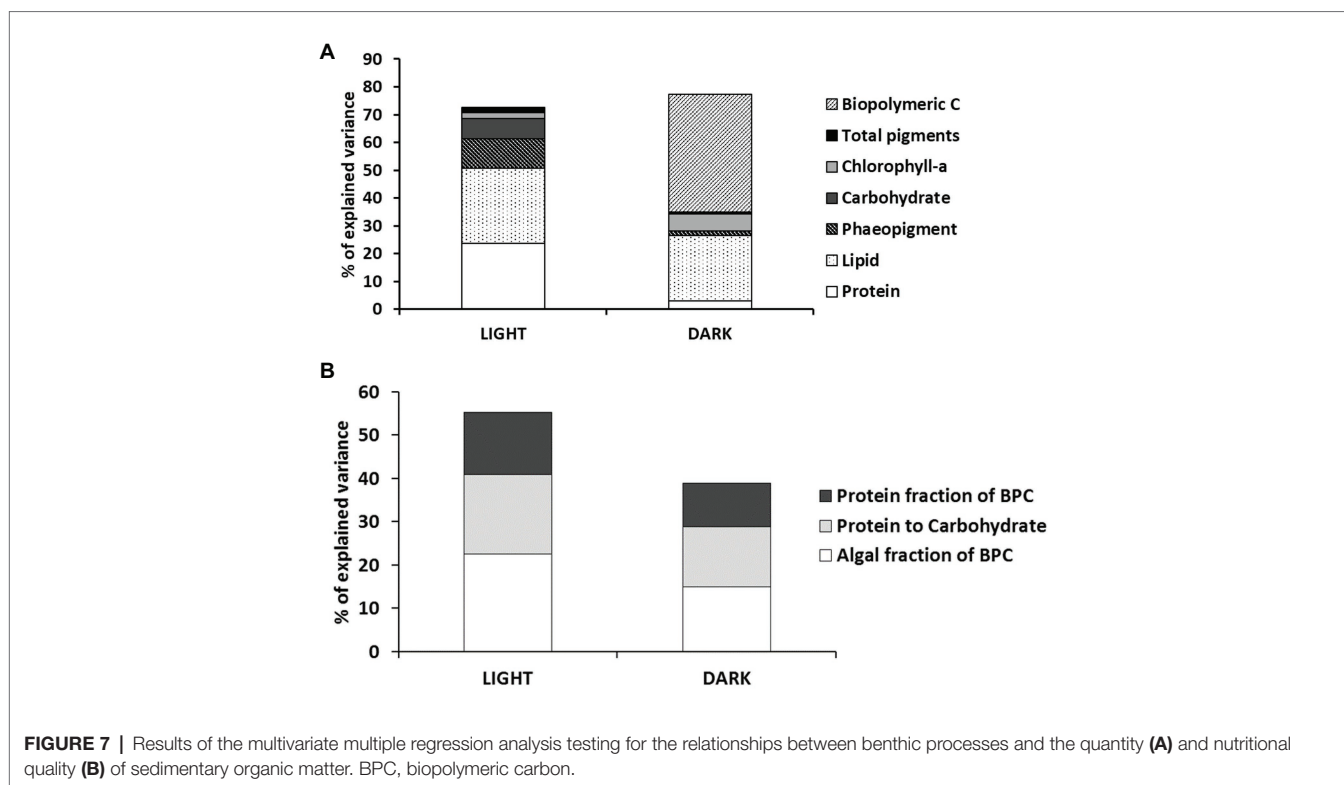 A
% of explained variance
90
80
70
60
50
40
30
20
10
0
LIGHT
DARK
Biopolymeric C
Total pigments
Chlorophyll-a
Carbohydrate
Phaeopigment
Lipid
Protein
B
% of explained variance
60
50
40
30
20
10
0
LIGHT
DARK
Protein fraction of BPC
Protein to Carbohydrate
Algal fraction of BPC
FIGURE 7 | Results of the multivariate multiple regression analysis testing for the relationships between benthic processes and the quantity (A) and nutritional
quality (B) of sedimentary organic matter. BPC, biopolymeric carbon.